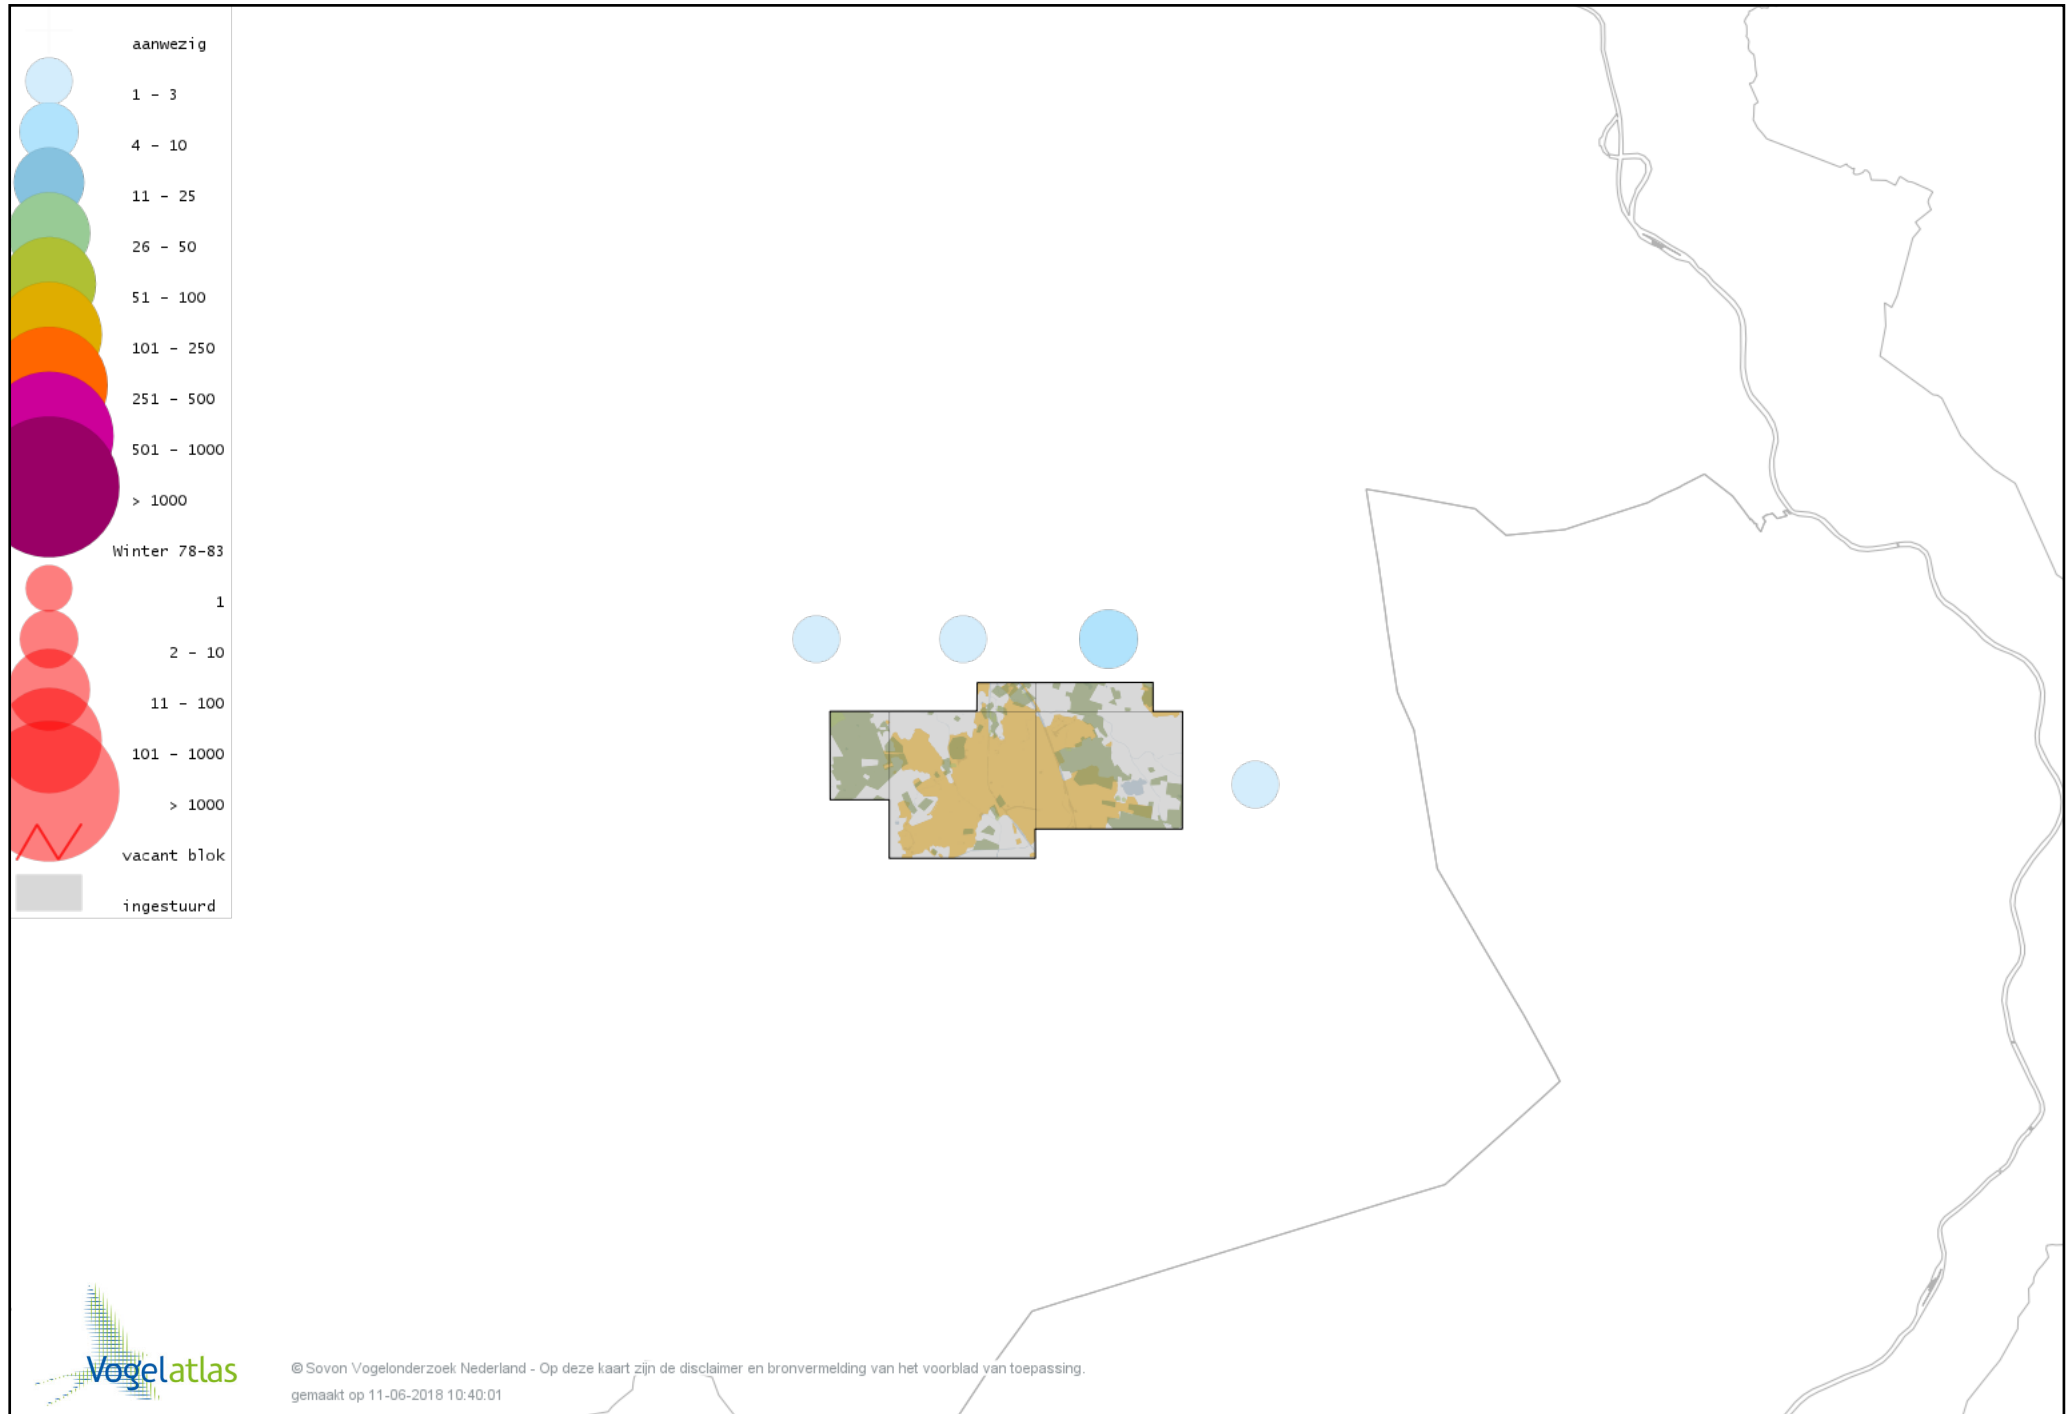 aanwezig
1 - 3
4 - 10
11 - 25
26 - 50
51 - 100
101 - 250
251 - 500
501 - 1000
> 1000
Winter 78-83
1
2 - 10
11 - 100
101 - 1000
> 1000
vacant blok
ingestuurd
Vogelatlas
© Sovon Vogelonderzoek Nederland - Op deze kaart zijn de disclaimer en bronvermelding van het voorblad van toepassing.
gemaakt op 11-06-2018 10:40:01